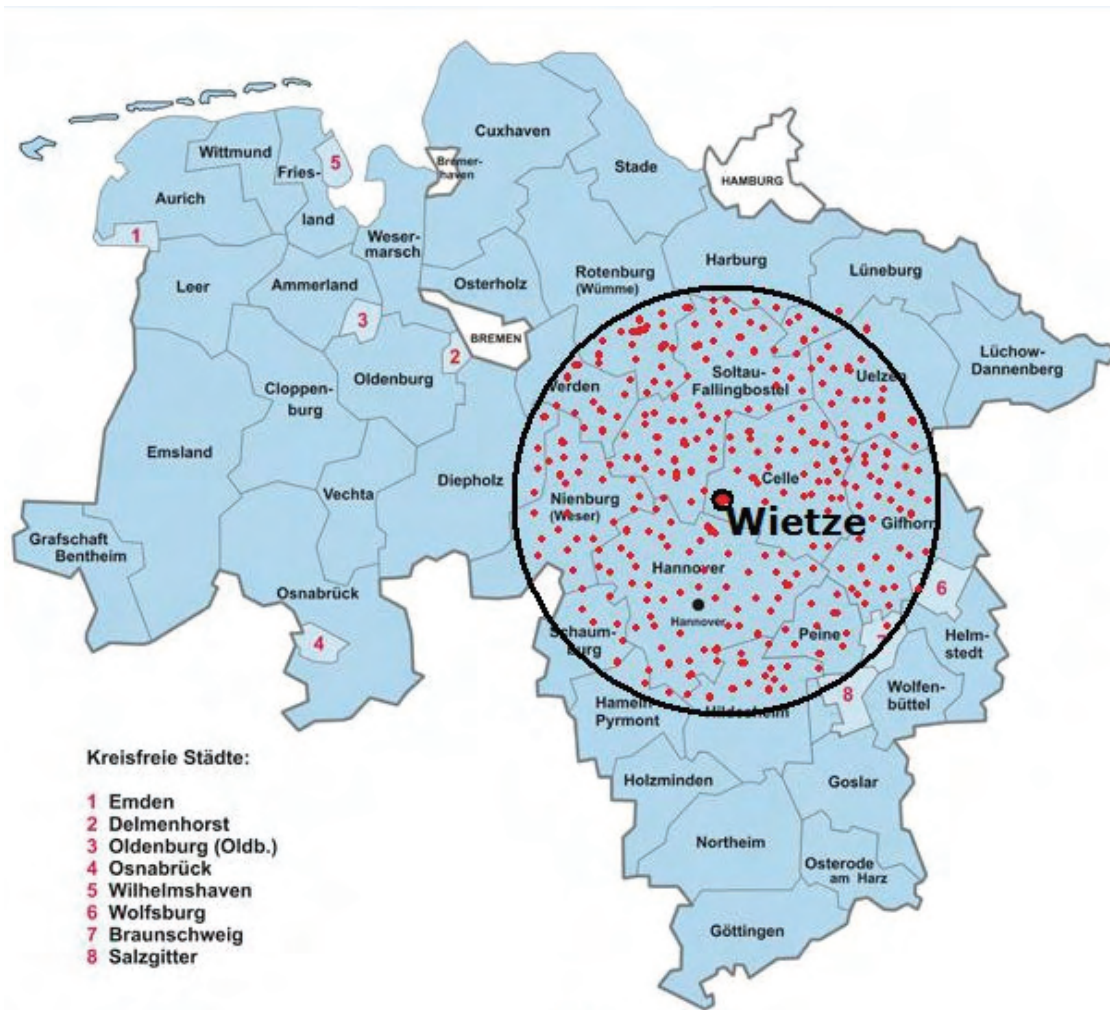 Cuxhaven
Stade
HAMBURG
Bremer-
haven
Wittmund
5
Fries-
land
Aurich
1
Weser-
marsch
Leer
Ammerland
Osterholz
Rotenburg
(Wümme)
Harburg
Lüneburg
3
2
BREMEN
Oldenburg
Cloppen-
burg
Verden
Soltau-
Fallingbostel
Uelzen
Lüchow-
Dannenberg
Emsland
Vechta
Diepholz
Nienburg
(Weser)
Celle
Wietze
Gifhorn
Grafschaft
Bentheim
Osnabrück
4
Hannover
Hannover
Schaum-
burg
Peine
6
7
Helm-
stedt
8
Wolfen-
büttel
Hameln-
Pyrmont
Hildesheim
Holzminden
Goslar
Northeim
Osterode
am Harz
Göttingen
Kreisfreie Städte:
1 Emden
2 Delmenhorst
3 Oldenburg (Oldb.)
4 Osnabrück
5 Wilhelmshaven
6 Wolfsburg
7 Braunschweig
8 Salzgitter